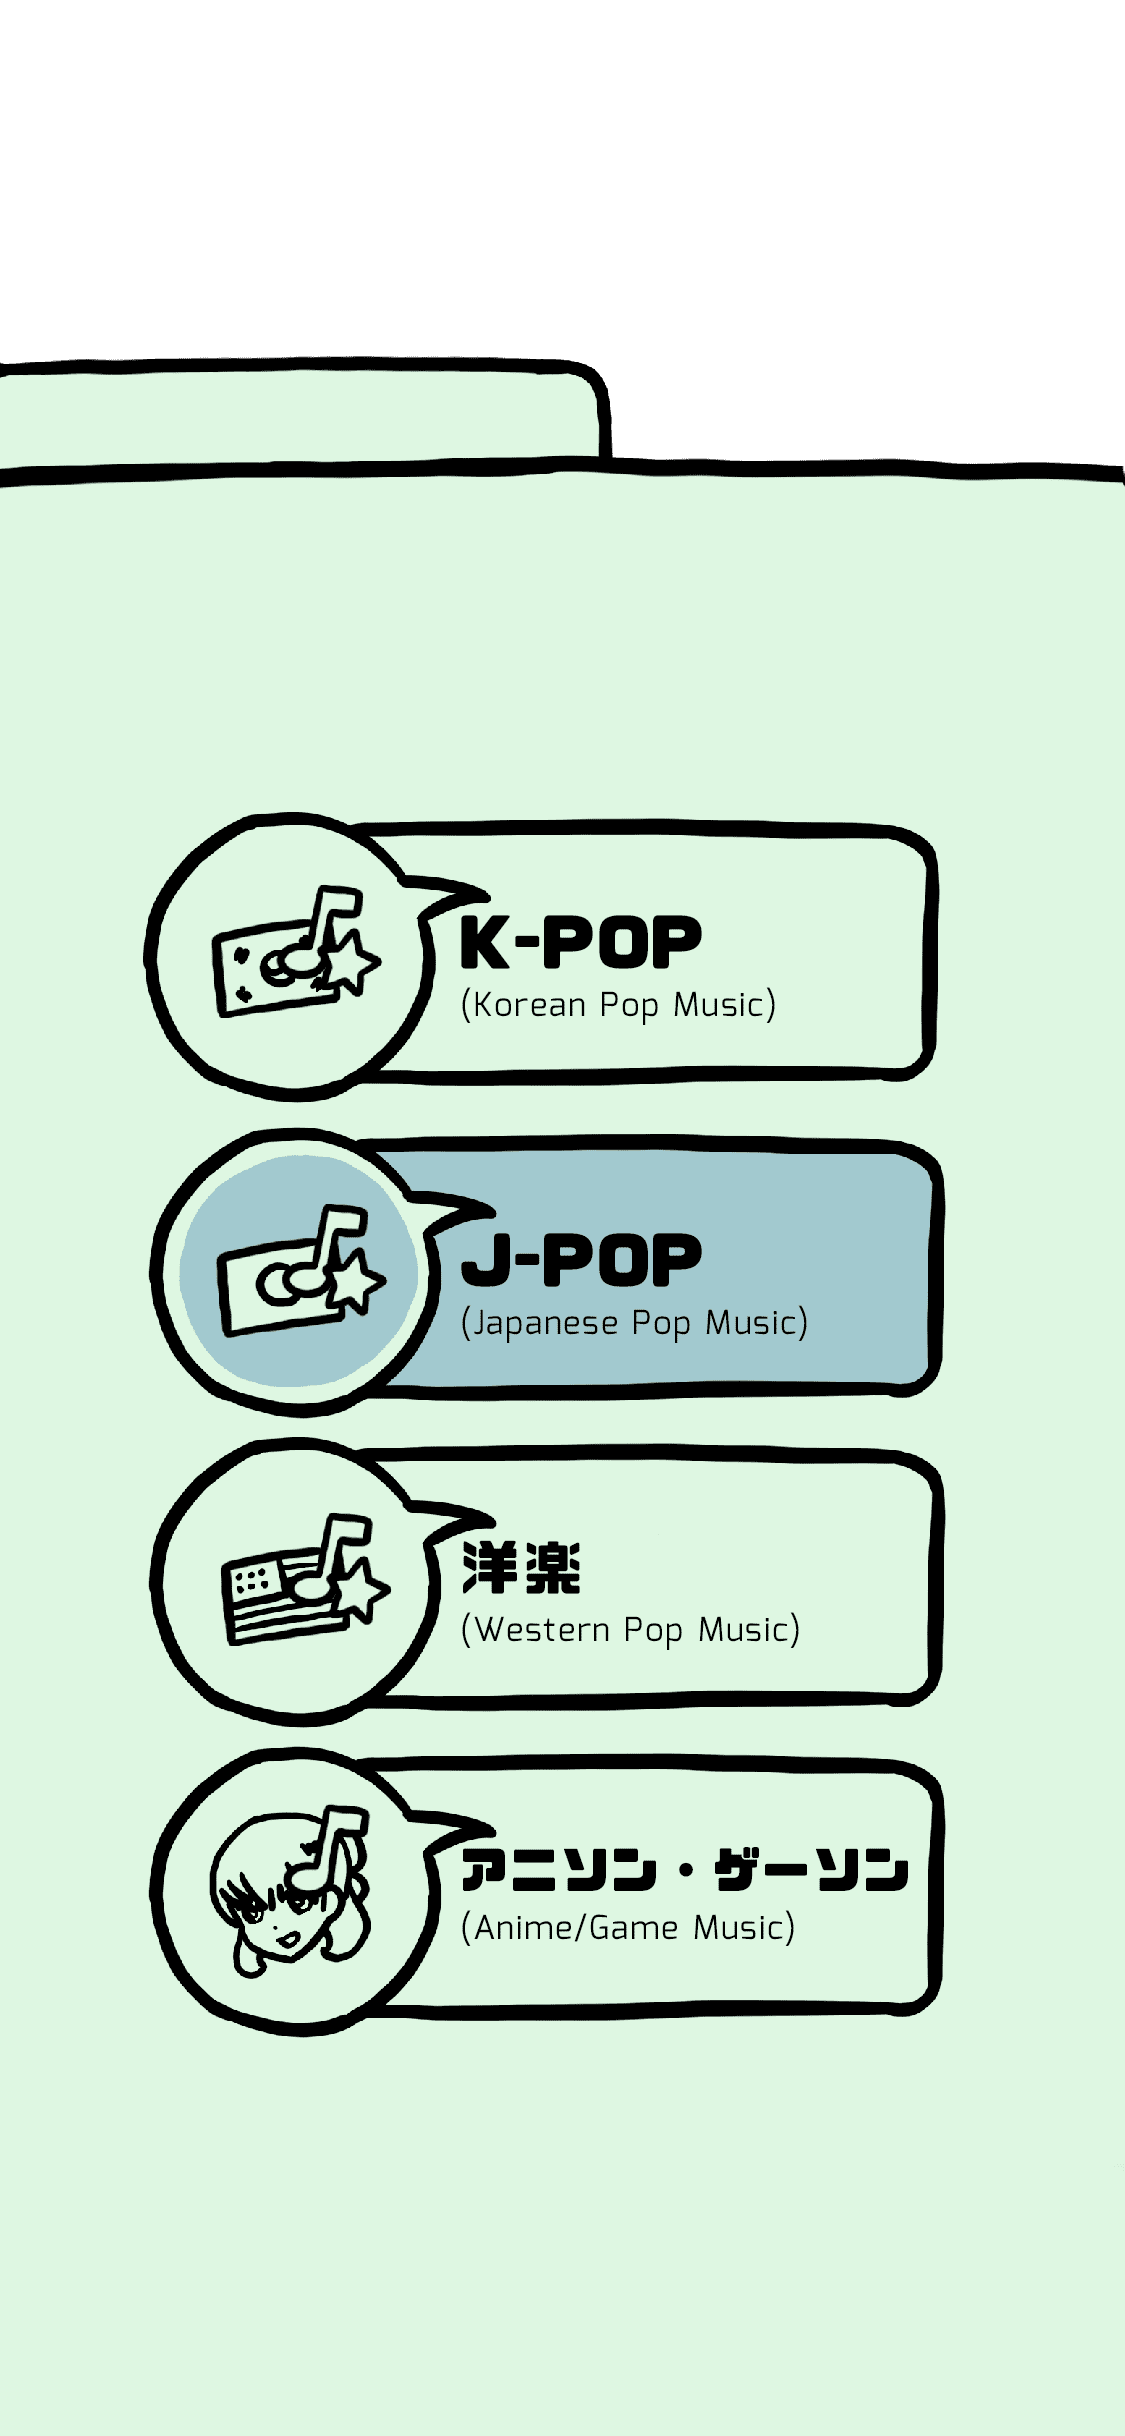 K-POP
(Korean Pop Music)
J-POP
(Japanese Pop Music)
洋楽
(Western Pop Music)
アニソン・ゲーソン
(Anime/Game Music)